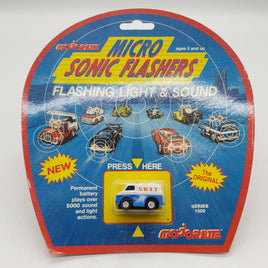 MAJORETTE
ages 5 and up
MICRO
SONIC FLASHERS
FLASHING LIGHT & SOUND
NEW
PRESS HERE
The ORIGINAL
Permanent
battery
plays over
5000 sound
and light
actions.
S.W.A.T.
SERIES
1300
MAJORETTE